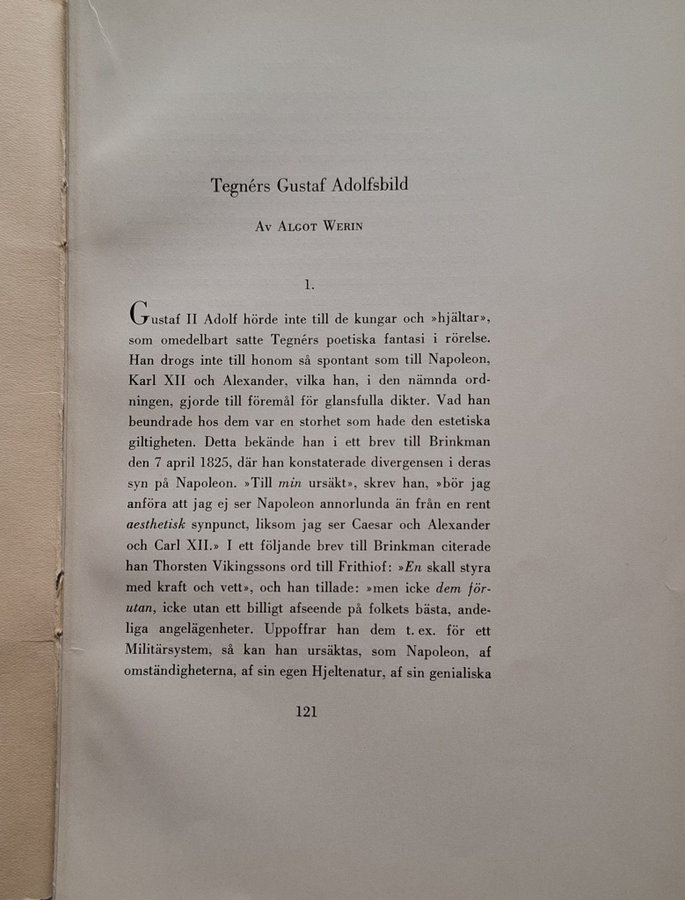 Tegnérs Gustaf Adolfsbild
Av Algot Werin
1.
Gustaf II Adolf hörde inte till de kungar och »hjältar»,
som omedelbart satte Tegnérs poetiska fantasi i rörelse.
Han drogs inte till honom så spontant som till Napoleon,
Karl XII och Alexander, vilka han, i den nämnda ord-
ningen, gjorde till föremål för glansfulla dikter. Vad han
beundrade hos dem var en storhet som hade den estetiska
giltigheten. Detta bekände han i ett brev till Brinkman
den 7 april 1825, där han konstaterade divergensen i deras
syn på Napoleon. »Till min ursäkt», skrev han, »bör jag
anföra att jag ej ser Napoleon annorlunda än från en rent
aesthetisk synpunct, liksom jag ser Caesar och Alexander
och Carl XII.» I ett följande brev till Brinkman citerade
han Thorsten Vikingssons ord till Frithiof: »En skall styra
med kraft och vett», och han tillade: »men icke dem för-
utan, icke utan ett billigt afseende på folkets bästa, ande-
liga angelägenheter. Uppoffrar han dem t. ex. för ett
Militärsystem, så kan han ursäktas, som Napoleon, af
omständigheterna, af sin egen Hjeltenatur, af sin genialiska
121